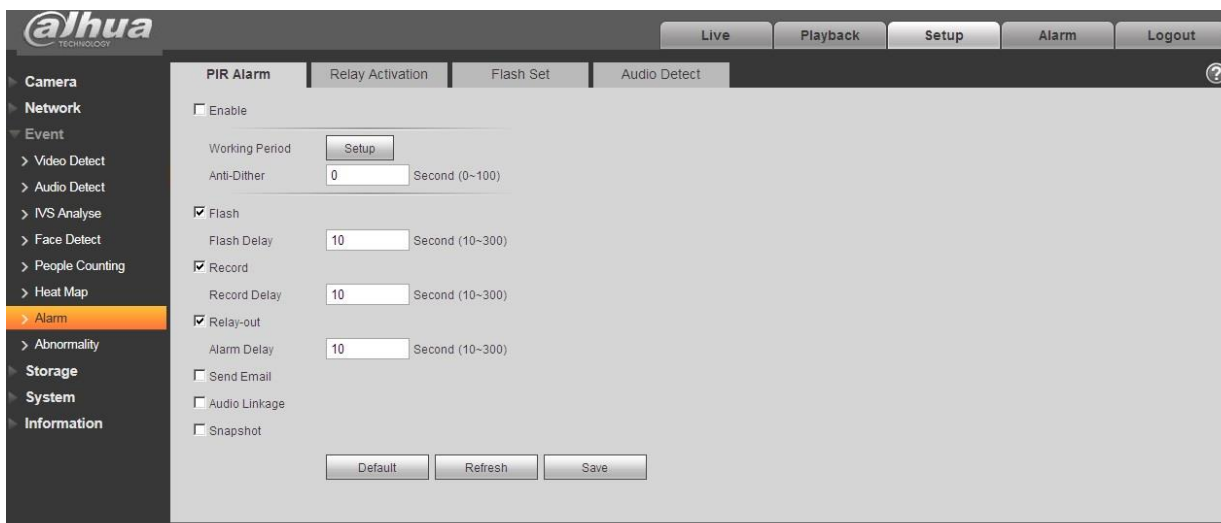 alhua
TECHNOLOGY
Live Playback Setup Alarm Logout
PIR Alarm Relay Activation Flash Set Audio Detect ?
Camera
Network
Event
> Video Detect
> Audio Detect
> IVS Analyse
> Face Detect
> People Counting
> Heat Map
> Alarm
> Abnormality
Storage
System
Information
Enable
Working Period Setup
Anti-Dither 0 Second (0~100)
Flash
Flash Delay 10 Second (10~300)
Record
Record Delay 10 Second (10~300)
Relay-out
Alarm Delay 10 Second (10~300)
Send Email
Audio Linkage
Snapshot
Default Refresh Save